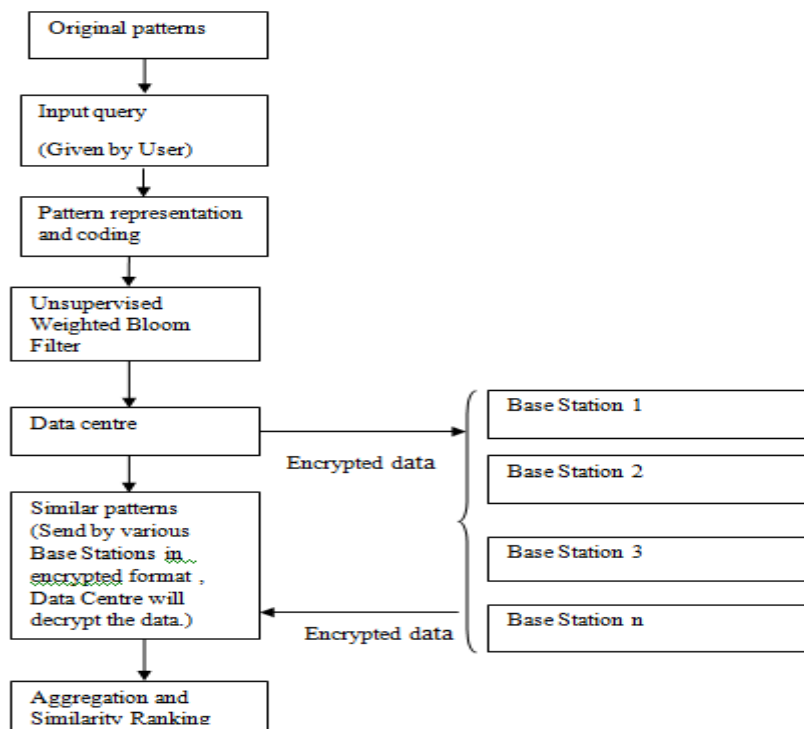 Original patterns
Input query
(Given by User)
Pattern representation
and coding
Unsupervised
Weighted Bloom
Filter
Data centre
Encrypted data
Base Station 1
Base Station 2
Base Station 3
Base Station n
Similar patterns
(Send by various
Base Stations in
encrypted format ,
Data Centre will
decrypt the data.)
Encrypted data
Aggregation and
Similarity Ranking